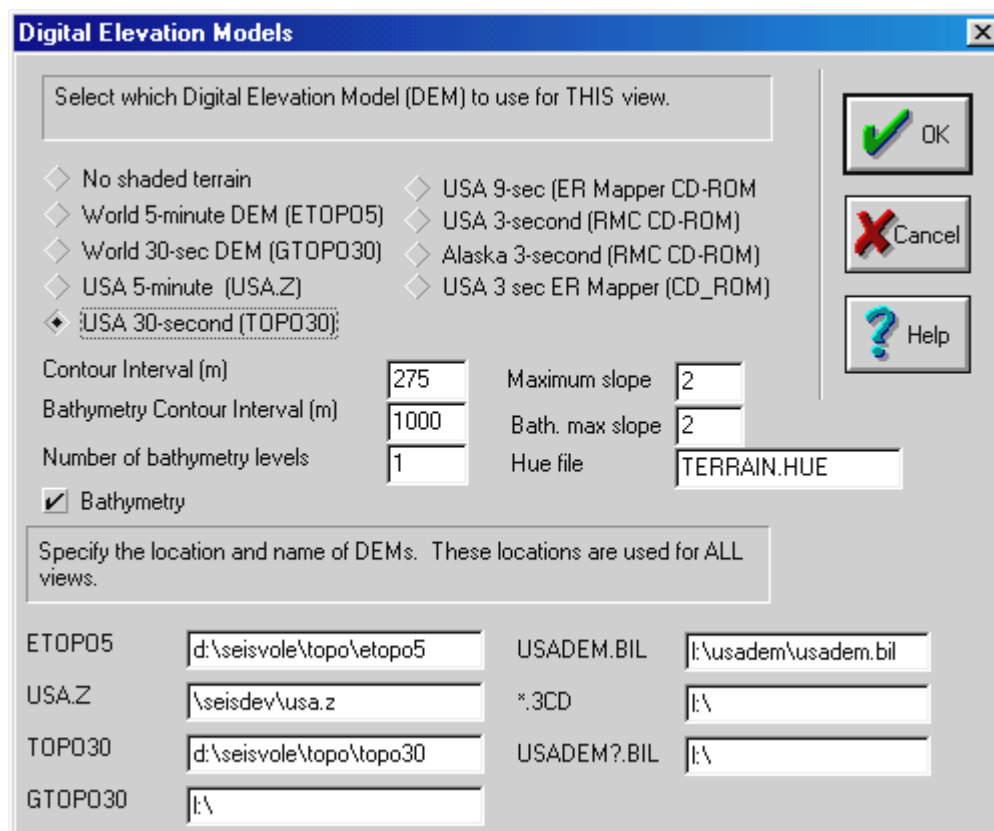 Digital Elevation Models
Select which Digital Elevation Model (DEM) to use for THIS view.
OK
Cancel
Help
No shaded terrain
World 5-minute DEM (ETOPO5)
World 30-sec DEM (GTOPO30)
USA 5-minute (USA.Z)
USA 30-second (TOPO30)
USA 9-sec (ER Mapper CD-ROM
USA 3-second (RMC CD-ROM)
Alaska 3-second (RMC CD-ROM)
USA 3 sec ER Mapper (CD_ROM)
Contour Interval (m) 275
Maximum slope 2
Bathymetry Contour Interval (m) 1000
Bath. max slope 2
Number of bathymetry levels 1
Hue file TERRAIN.HUE
Bathymetry
Specify the location and name of DEMs. These locations are used for ALL
views.
ETOPO5 d:\seisvole\topo\etopo5
USADEM.BIL l:\usadem\usadem.bil
USA.Z \seisdev\usa.z
*.3CD l:\
TOPO30 d:\seisvole\topo\topo30
USADEM?.BIL l:\
GTOPO30 l:\